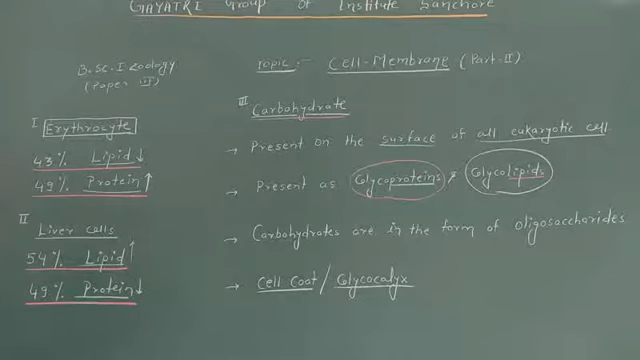 GAYATRI Group of Institute Sanchore
B.Sc-I Zoology
(Paper III)
Topic :- Cell-Membrane (Part-II)
I Erythrocyte
43% Lipid ↓
49% Protein ↑
II Liver cells
54% Lipid ↑
49% Protein ↓
III Carbohydrate
→ Present on the surface of all eukaryotic cell
→ Present as Glycoproteins & Glycolipids
→ Carbohydrates are in the form of oligosaccharides
→ Cell Coat / Glycocalyx